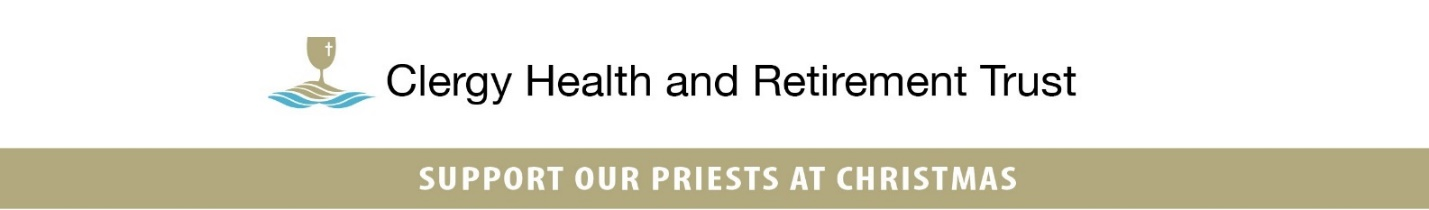 Clergy Health and Retirement Trust
SUPPORT OUR PRIESTS AT CHRISTMAS